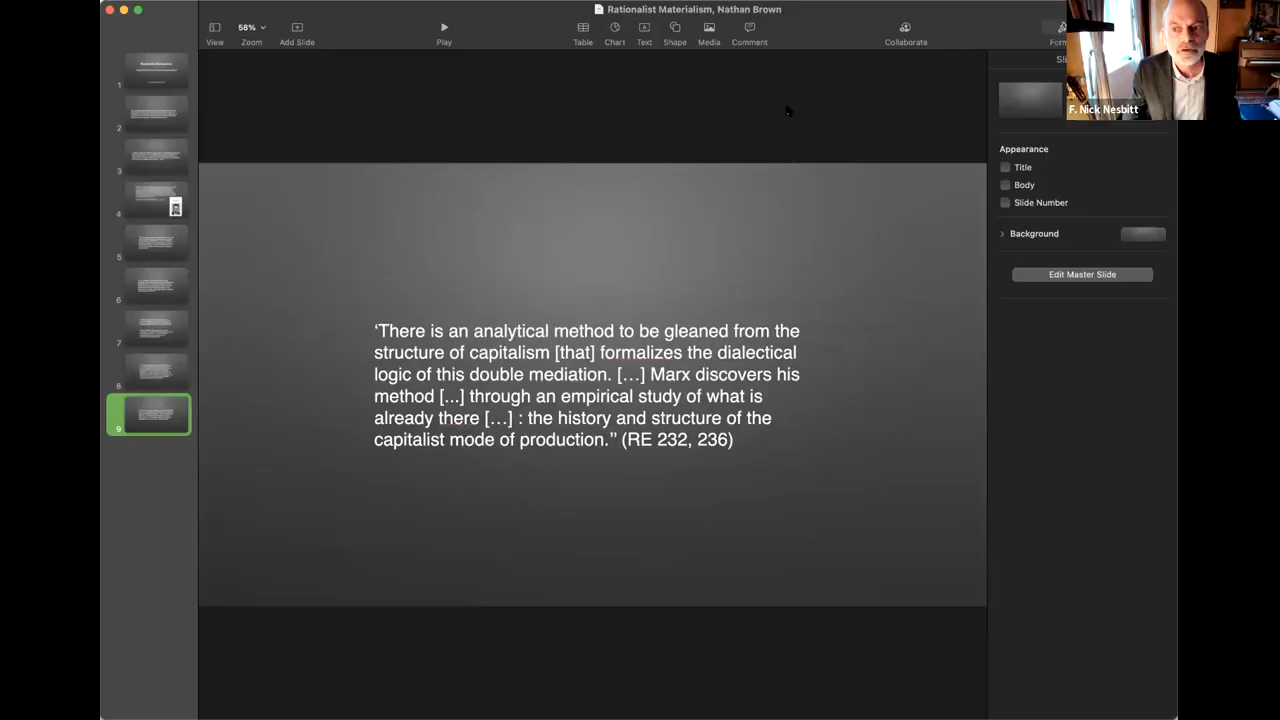 Rationalist Materialism, Nathan Brown
58%
View
Zoom
Add Slide
Play
Table
Chart
Text
Shape
Media
Comment
Collaborate
F. Nick Nesbitt
Appearance
Title
Body
Slide Number
Background
Edit Master Slide
1
2
3
4
5
6
7
8
9
‘There is an analytical method to be gleaned from the
structure of capitalism [that] formalizes the dialectical
logic of this double mediation. […] Marx discovers his
method [...] through an empirical study of what is
already there […] : the history and structure of the
capitalist mode of production.” (RE 232, 236)